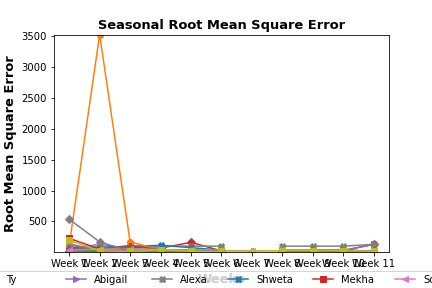 Seasonal Root Mean Square Error
Root Mean Square Error
3500
3000
2500
2000
1500
1000
500
Week 1 Week 2 Week 3 Week 4 Week 5 Week 6 Week 7 Week 8 Week 9 Week 10 Week 11
Weeks
Ty Abigail Alexa Shweta Mekha